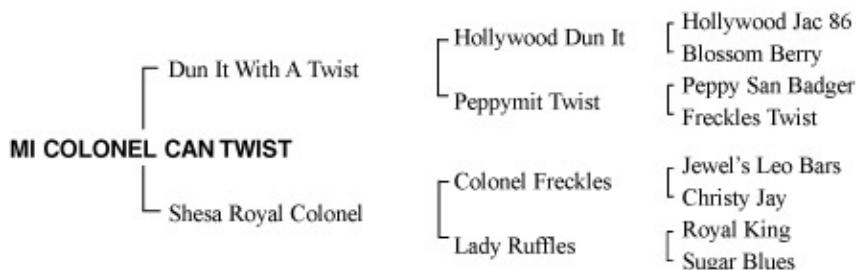 Hollywood Jac 86
Hollywood Dun It
Blossom Berry
Dun It With A Twist
Peppy San Badger
Peppymit Twist
Freckles Twist
MI COLONEL CAN TWIST
Jewel's Leo Bars
Colonel Freckles
Christy Jay
Shesa Royal Colonel
Royal King
Lady Ruffles
Sugar Blues